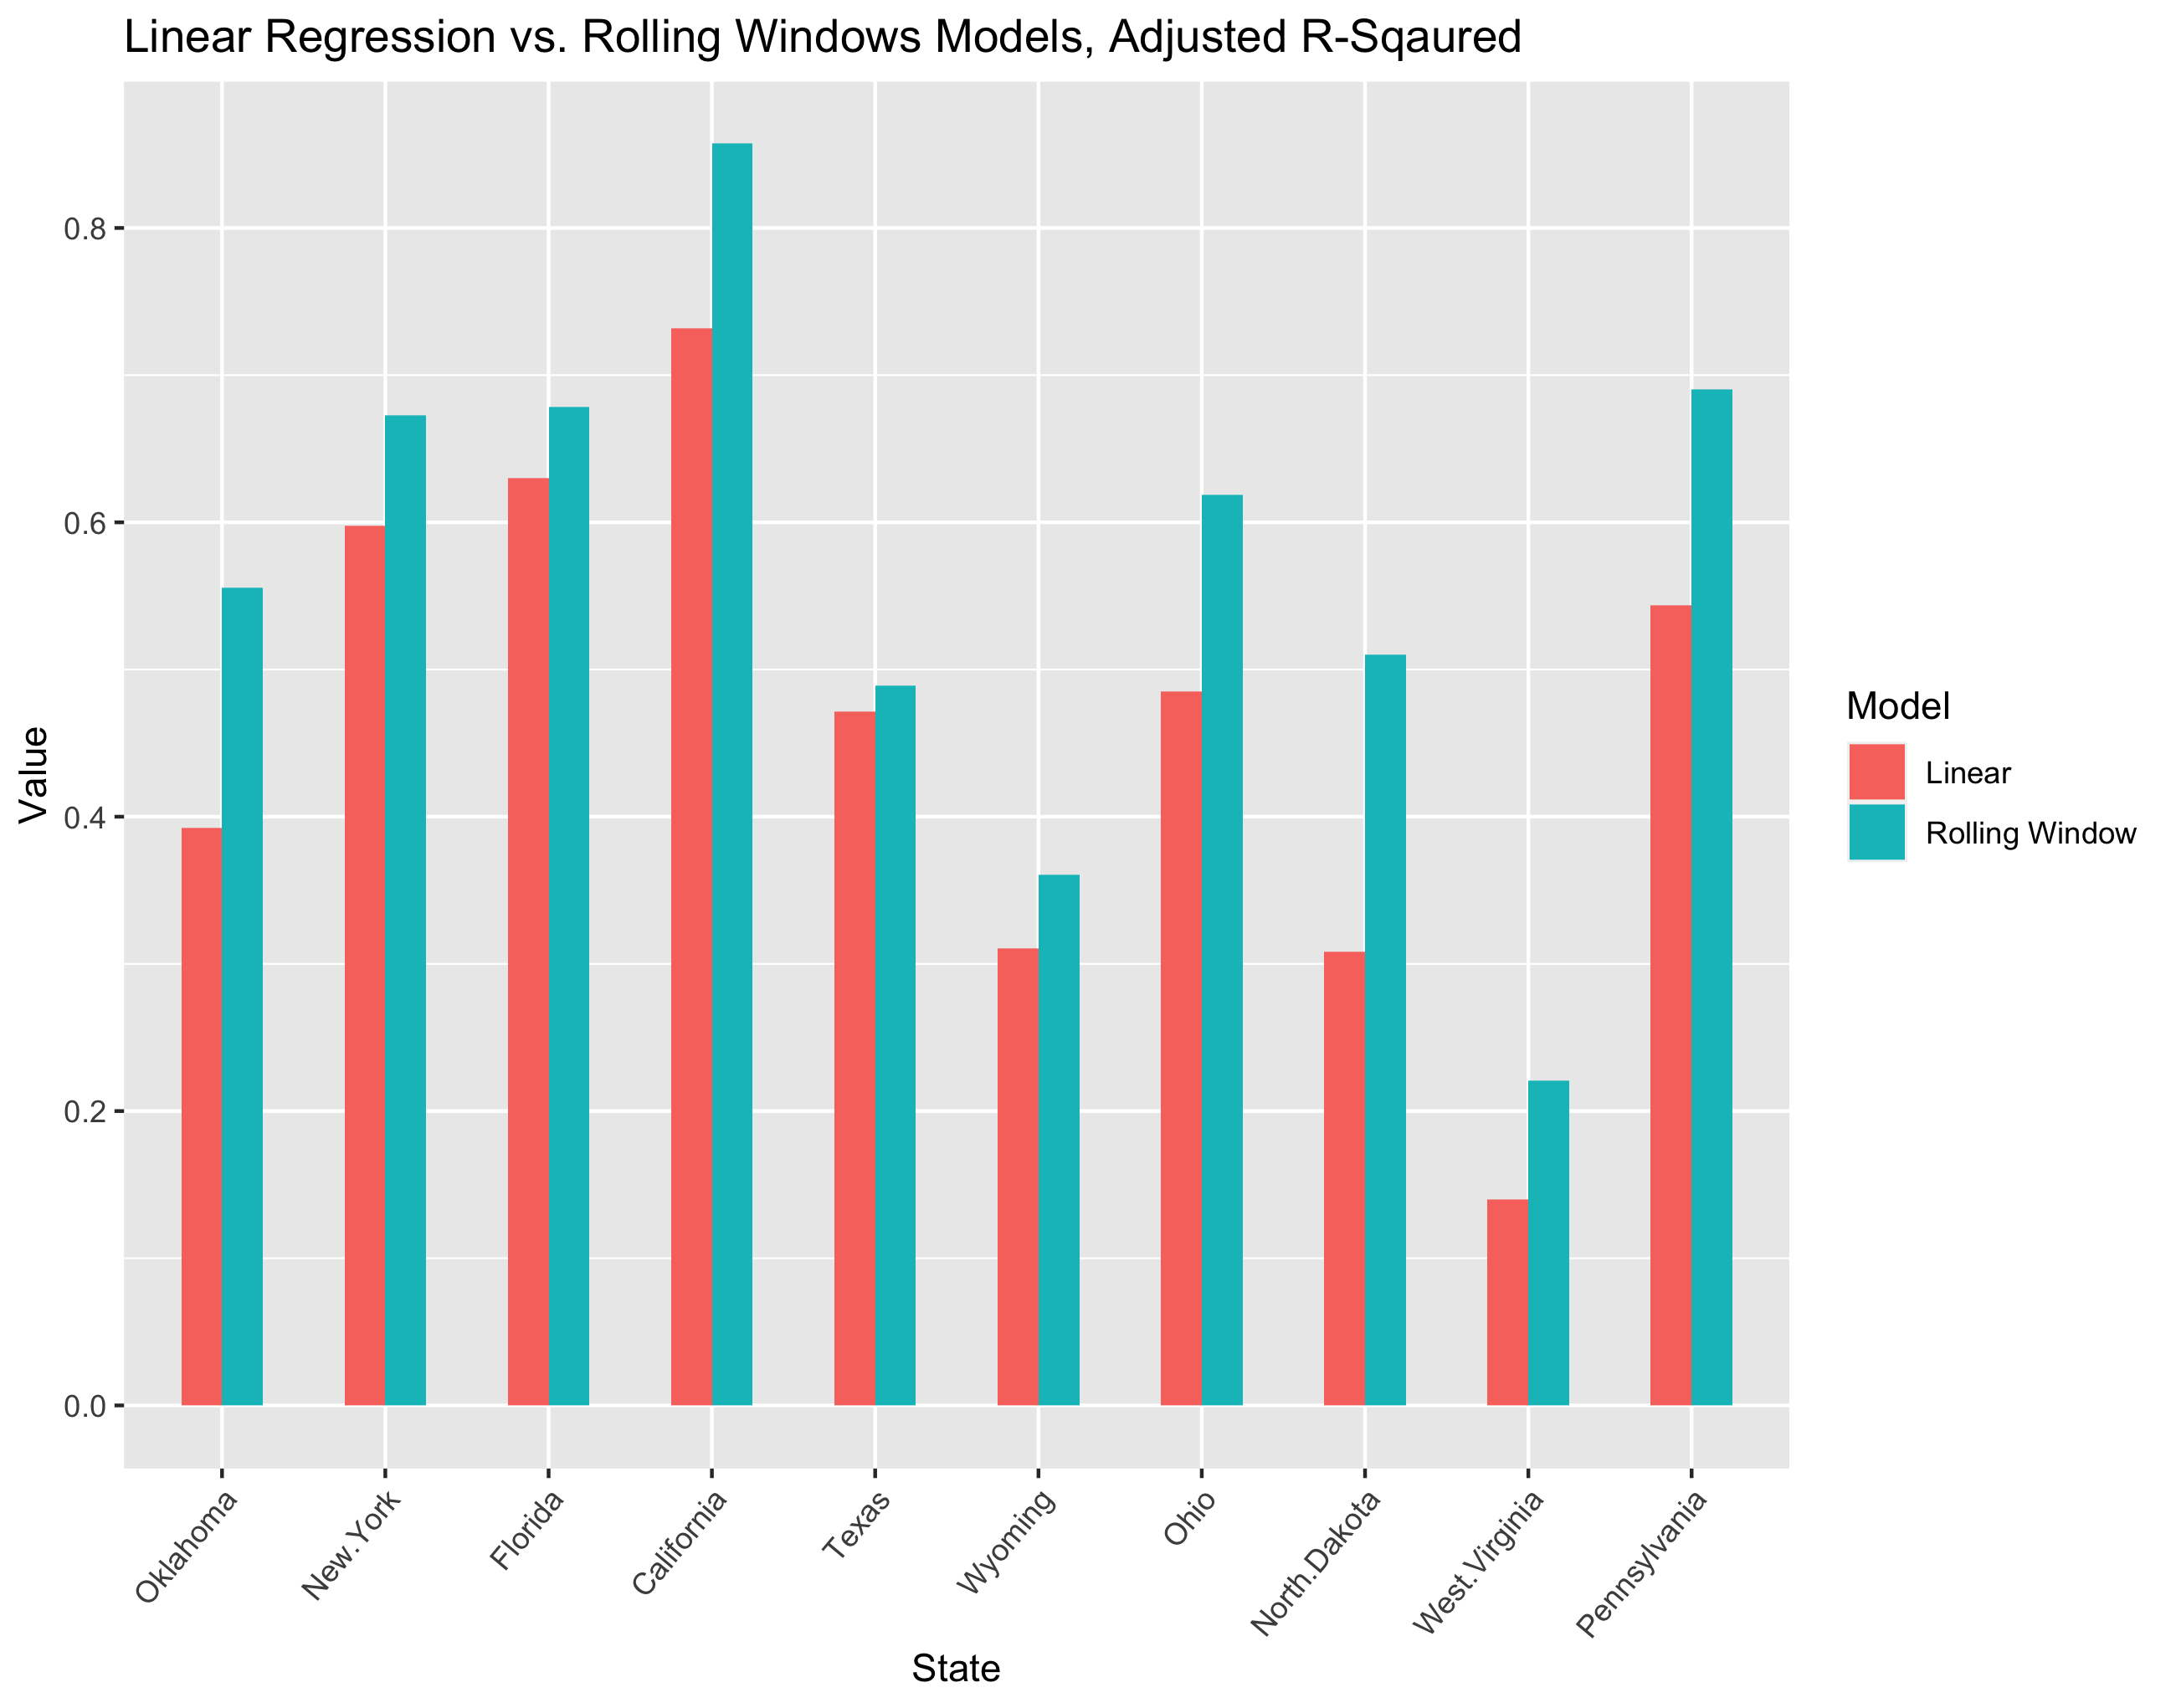 Linear Regression vs. Rolling Windows Models, Adjusted R-Sqaured
Value
0.8
0.6
0.4
0.2
0.0
Oklahoma
New.York
Florida
California
Texas
Wyoming
Ohio
North.Dakota
West.Virginia
Pennsylvania
State
Model
Linear
Rolling Window